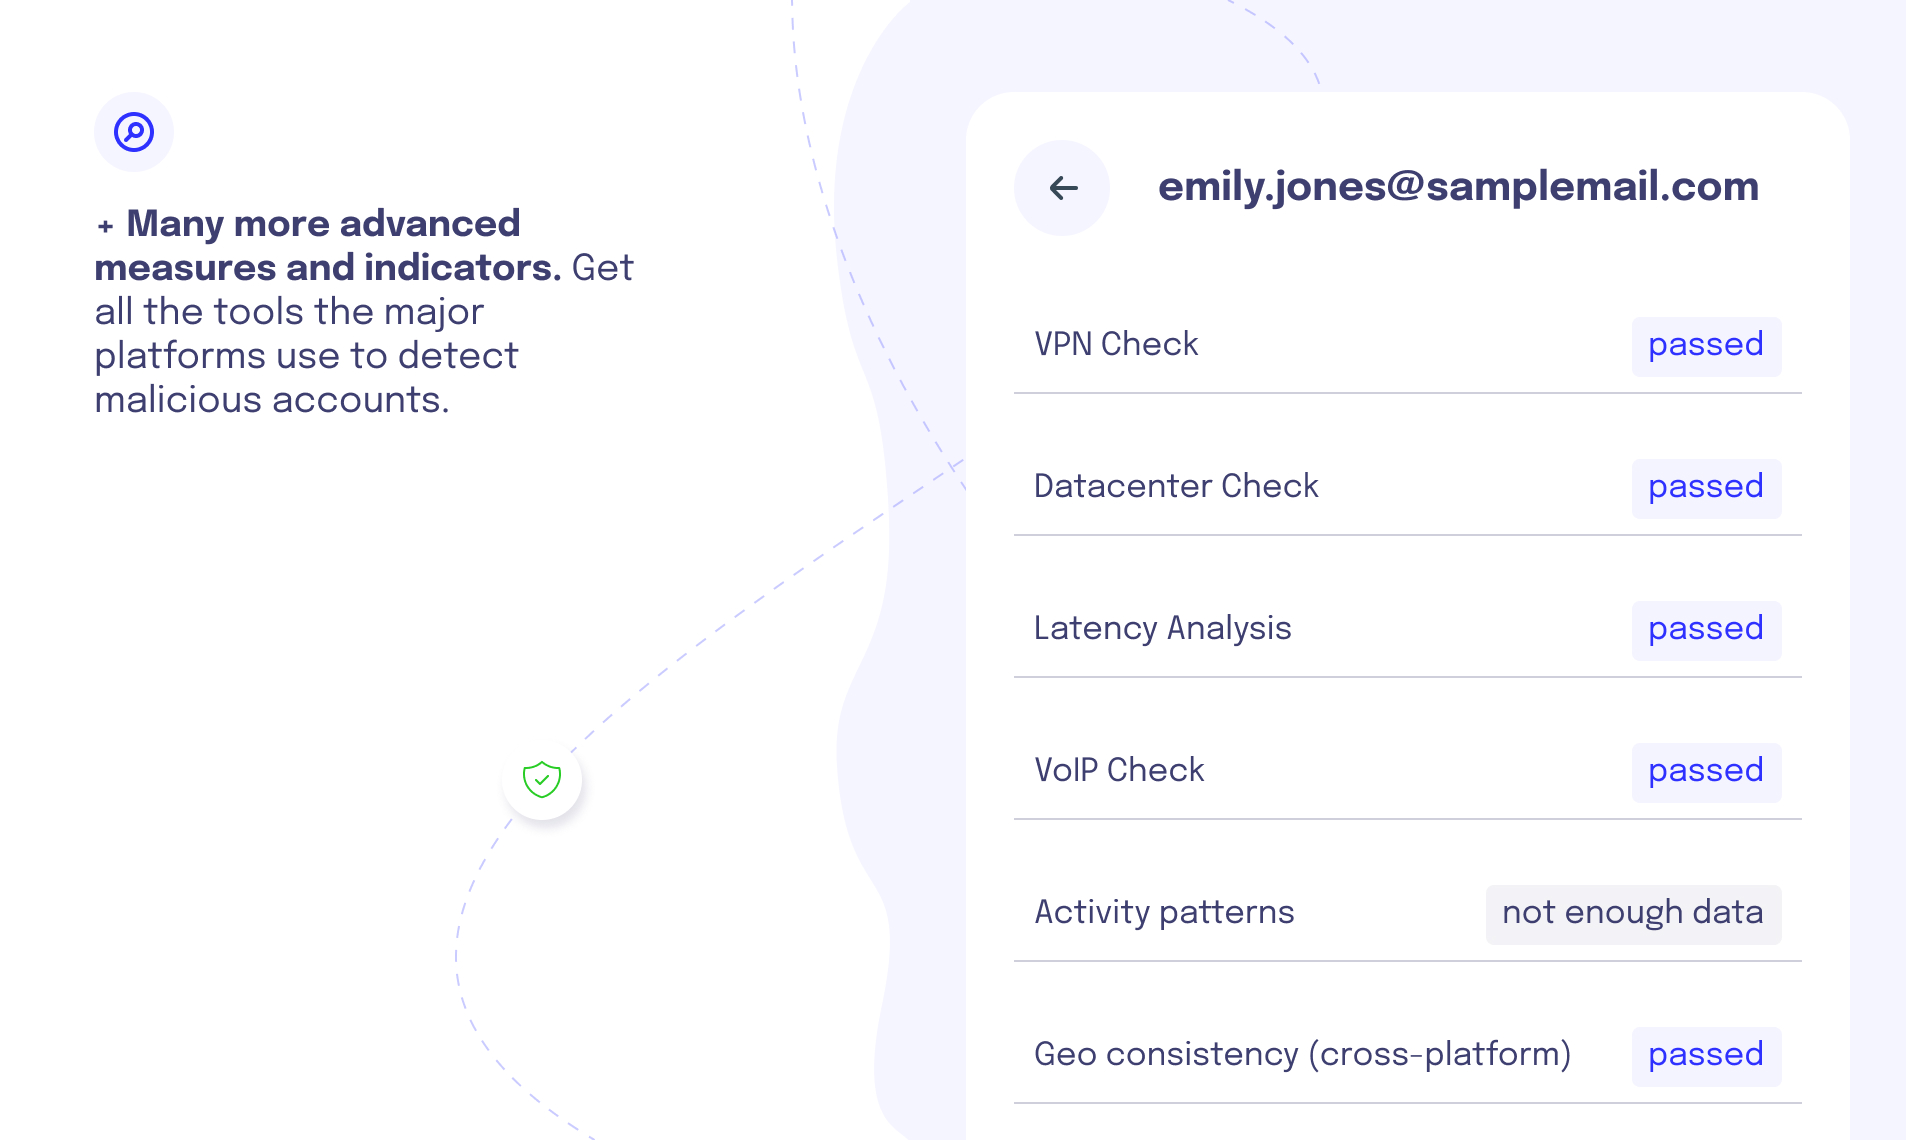 + Many more advanced
measures and indicators. Get
all the tools the major
platforms use to detect
malicious accounts.
emily.jones@samplemail.com
VPN Check passed
Datacenter Check passed
Latency Analysis passed
VoIP Check passed
Activity patterns not enough data
Geo consistency (cross-platform) passed